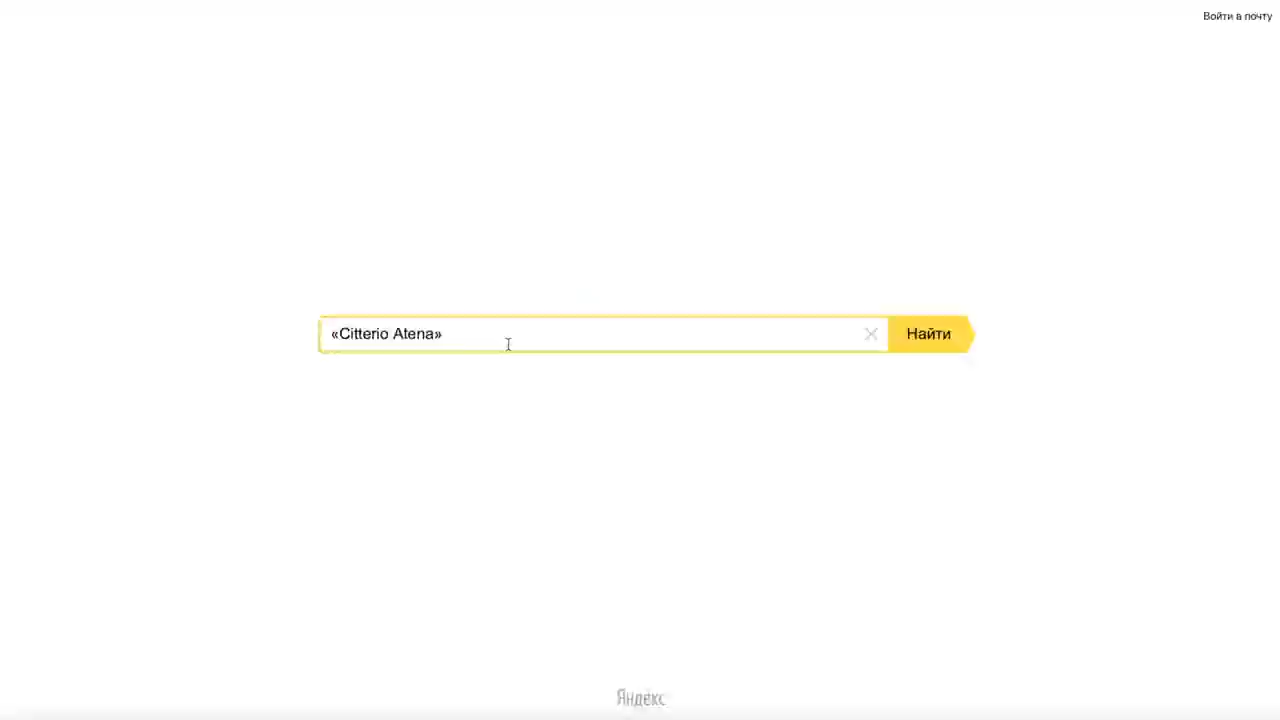 Войти в почту
«Citterio Atena»
Найти
Яндекс